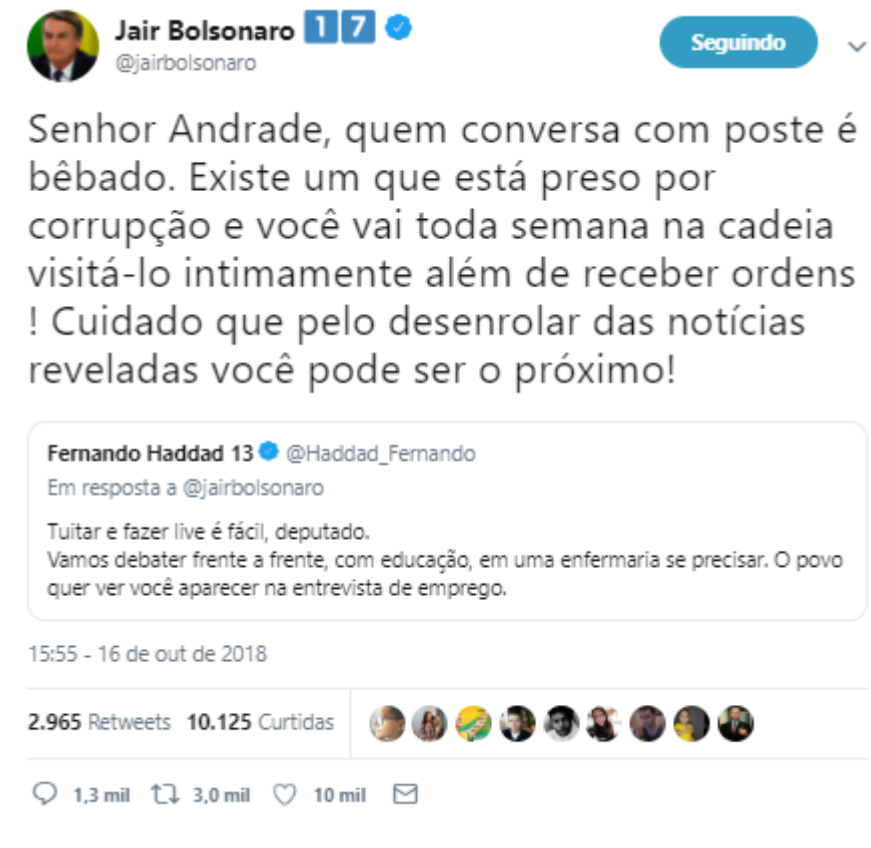 Jair Bolsonaro 1️⃣7️⃣
Seguindo
@jairbolsonaro
Senhor Andrade, quem conversa com poste é
bêbado. Existe um que está preso por
corrupção e você vai toda semana na cadeia
visitá-lo intimamente além de receber ordens
! Cuidado que pelo desenrolar das notícias
reveladas você pode ser o próximo!
Fernando Haddad 13 @Haddad_Fernando
Em resposta a @jairbolsonaro
Tuitar e fazer live é fácil, deputado.
Vamos debater frente a frente, com educação, em uma enfermaria se precisar. O povo
quer ver você aparecer na entrevista de emprego.
15:55 - 16 de out de 2018
2.965 Retweets 10.125 Curtidas
1,3 mil 3,0 mil 10 mil